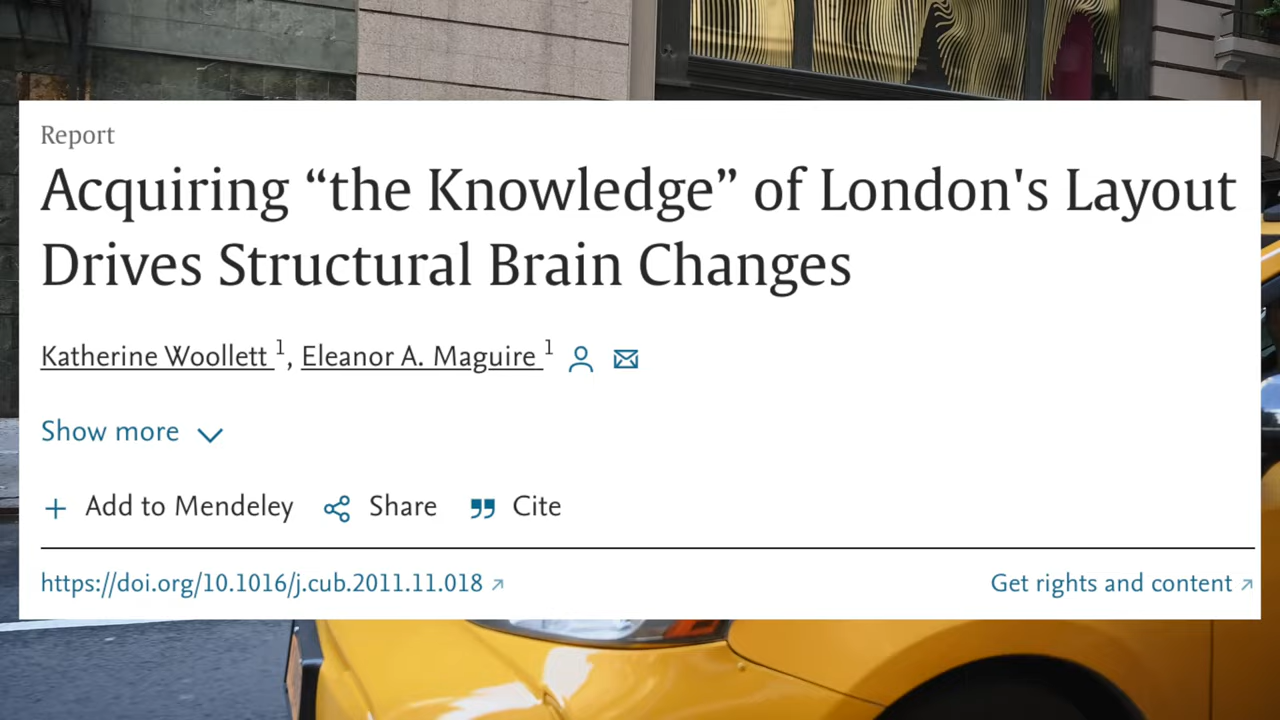 Report
Acquiring “the Knowledge” of London's Layout
Drives Structural Brain Changes
Katherine Woollett 1, Eleanor A. Maguire 1
Show more
+ Add to Mendeley Share Cite
https://doi.org/10.1016/j.cub.2011.11.018 Get rights and content